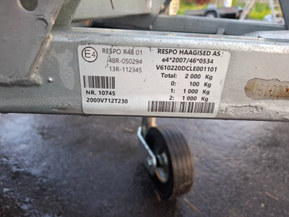 E4
RESPO R48 01
48R-050294
13R-112345
NR. 10745
2000V712T230
RESPO HAAGISED AS
e4*2007/46*0534
V610220DCLE001101
Total: 2 000 Kg
0: 100 Kg
1: 1 000 Kg
2: 1 000 Kg